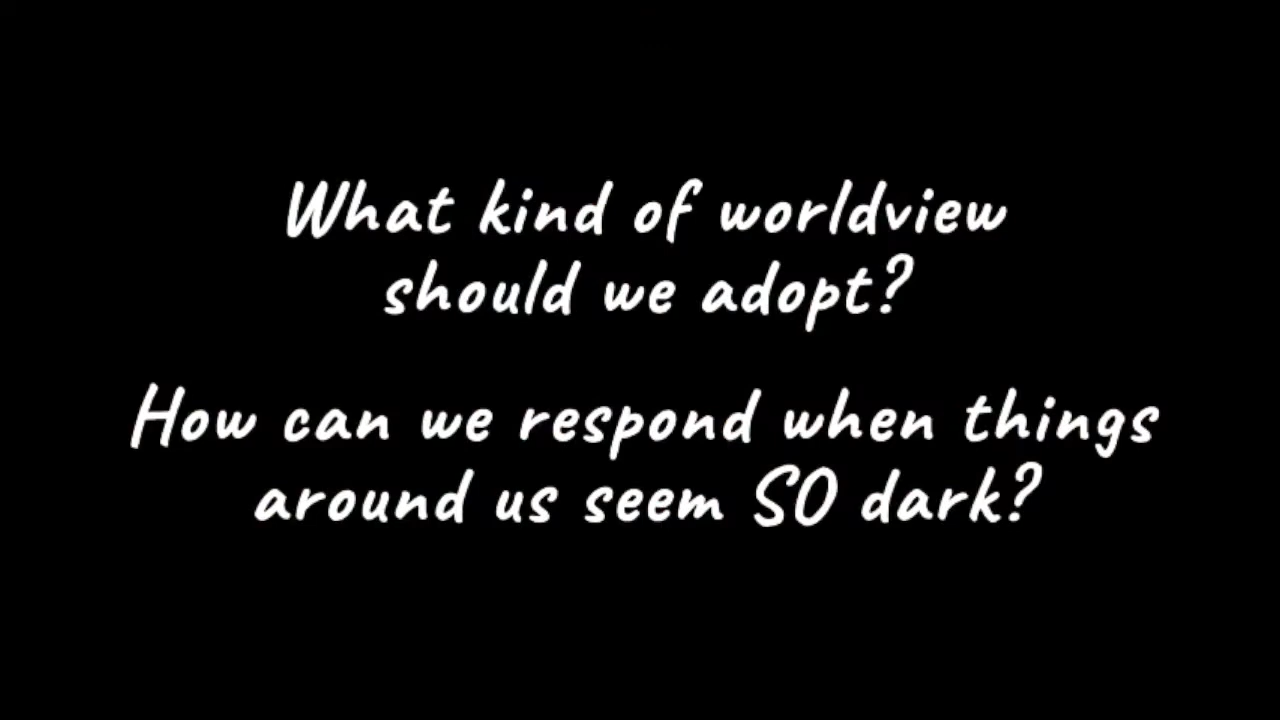 What kind of worldview
should we adopt?
How can we respond when things
around us seem SO dark?